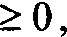 ≥ 0 ,